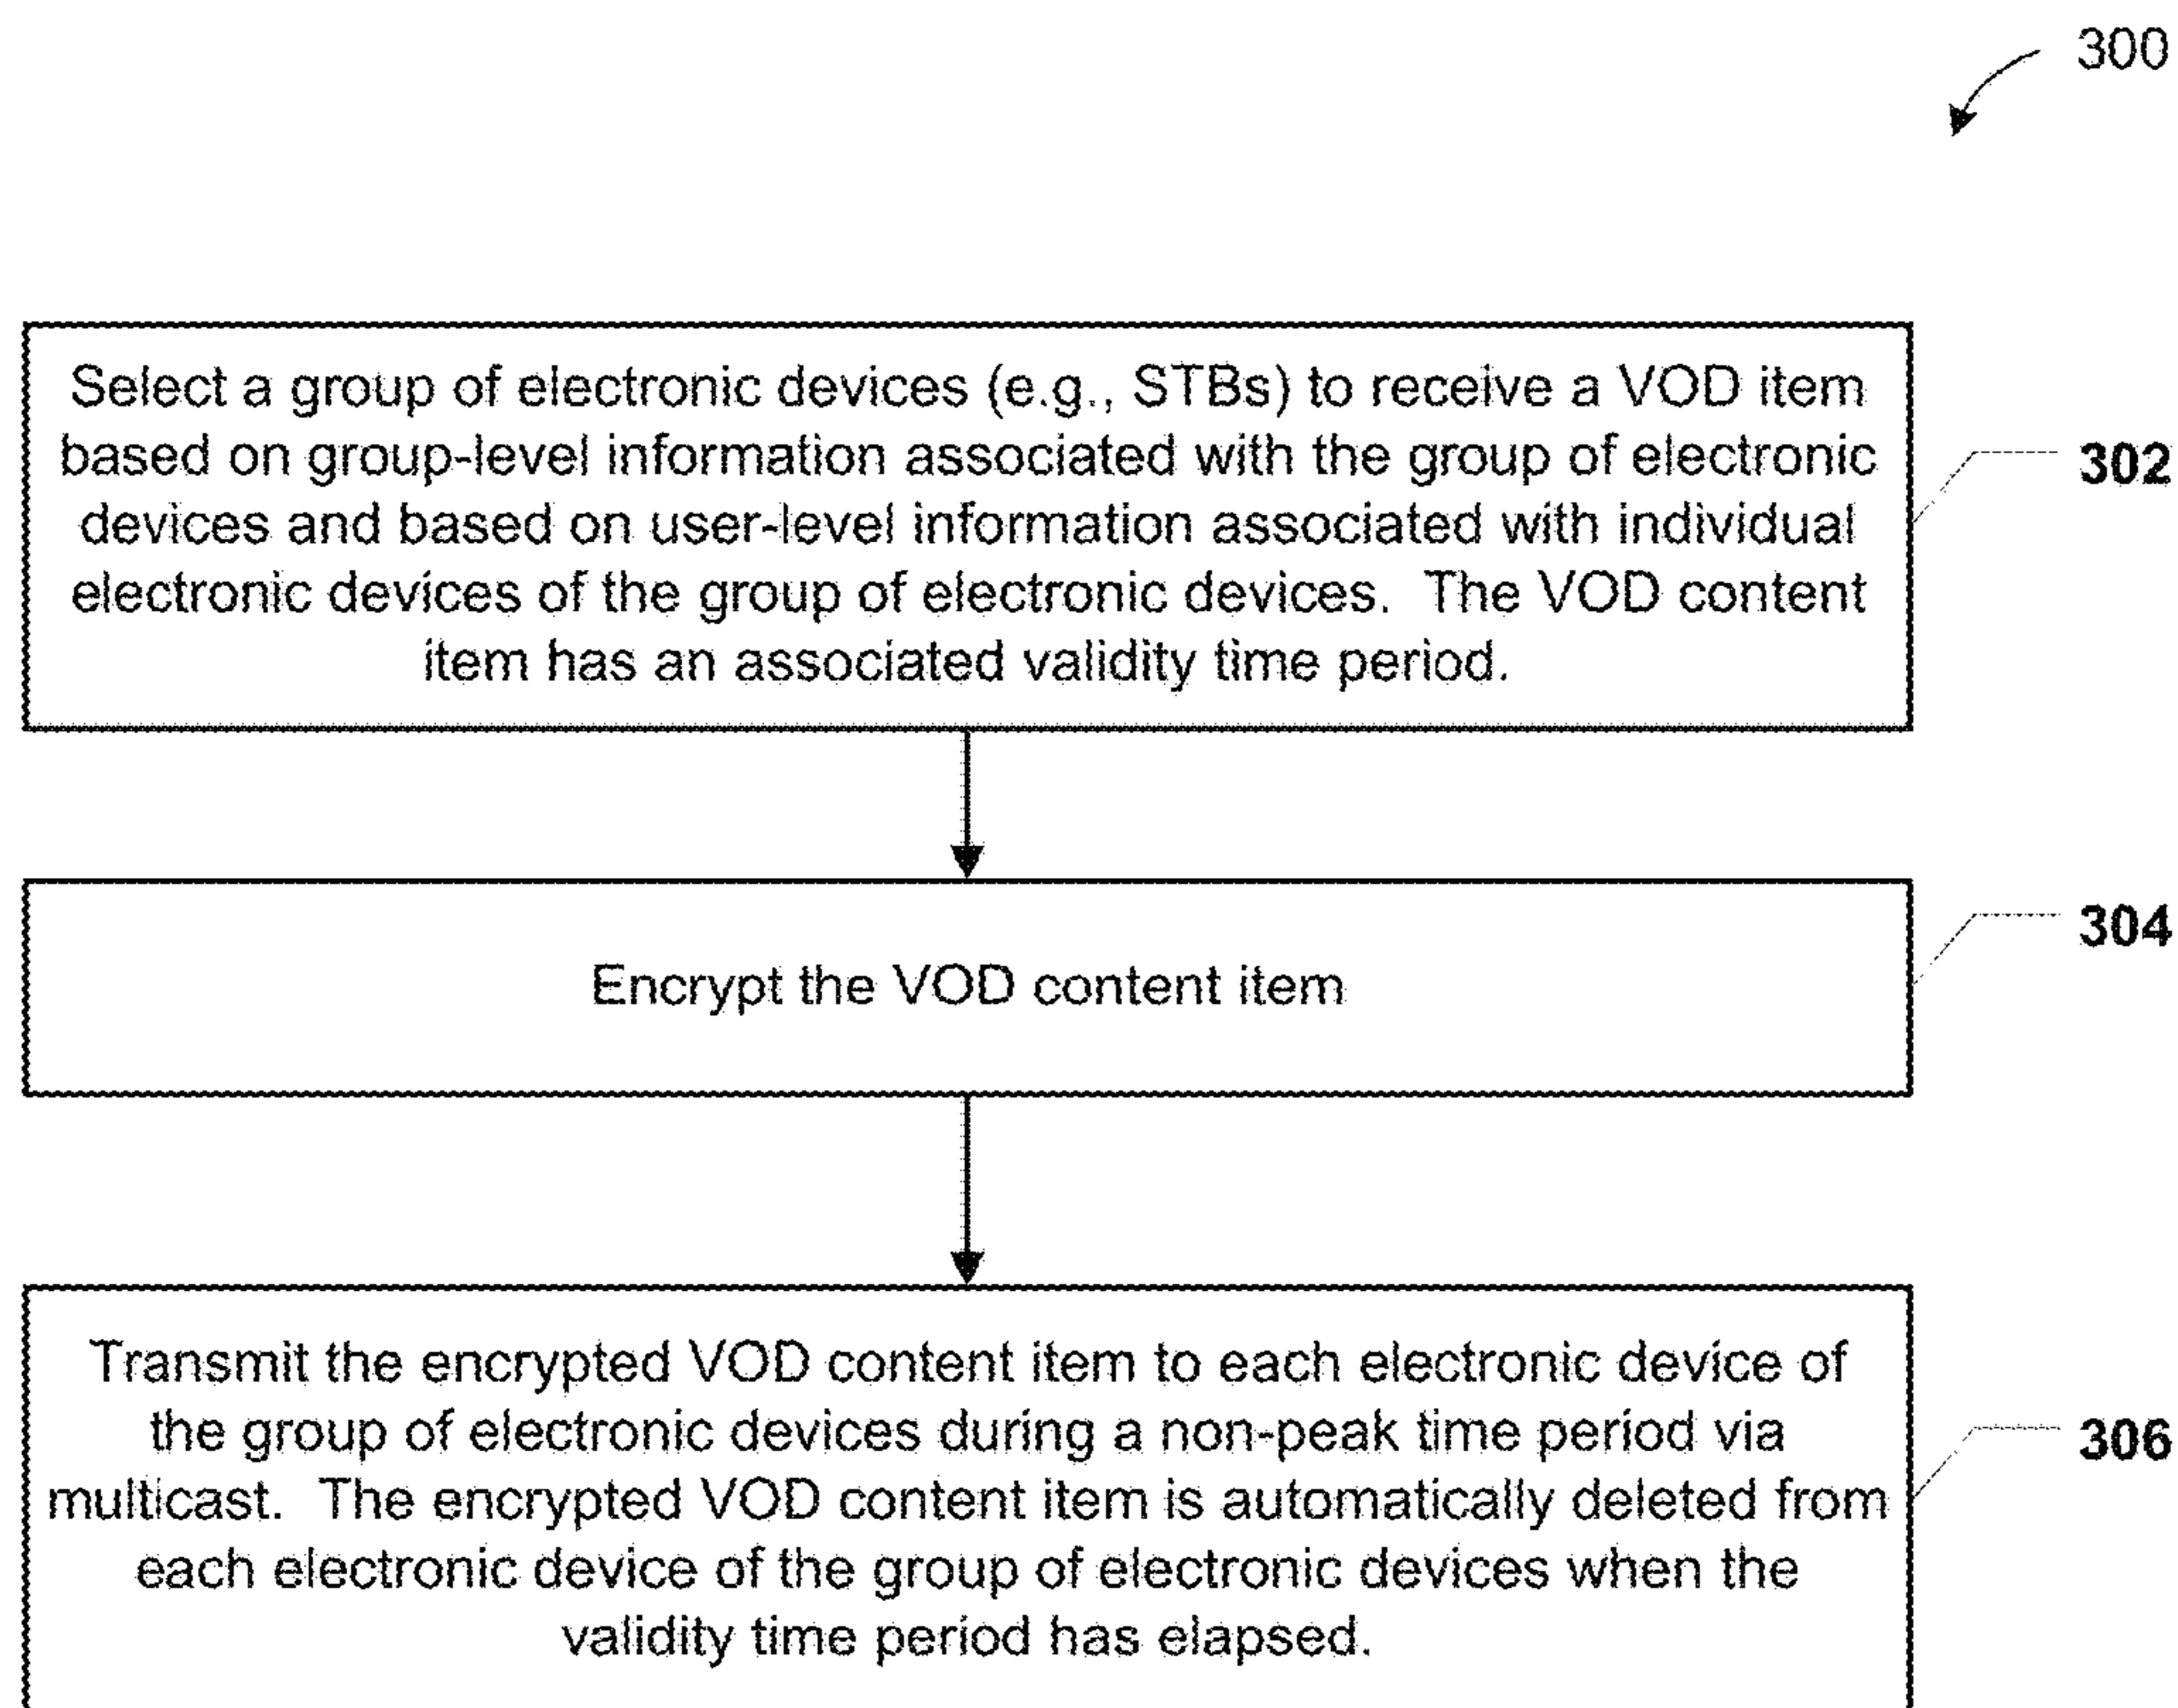 300
Select a group of electronic devices (e.g., STBs) to receive a VOD item
based on group-level information associated with the group of electronic
devices and based on user-level information associated with individual
electronic devices of the group of electronic devices. The VOD content
item has an associated validity time period.
302
Encrypt the VOD content item
304
Transmit the encrypted VOD content item to each electronic device of
the group of electronic devices during a non-peak time period via
multicast. The encrypted VOD content item is automatically deleted from
each electronic device of the group of electronic devices when the
validity time period has elapsed.
306